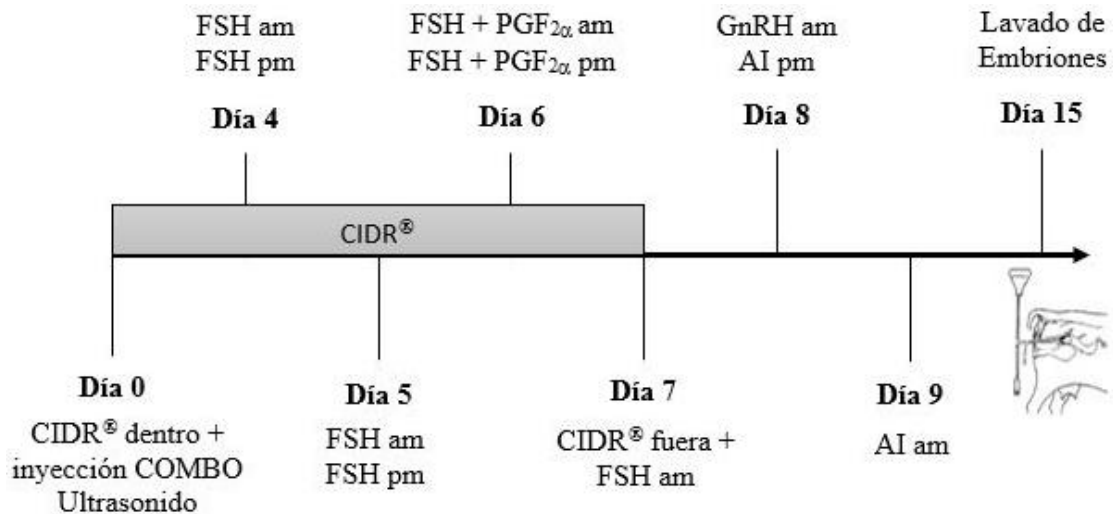 FSH am
FSH pm
Día 4
FSH + PGF2α am
FSH + PGF2α pm
Día 6
GnRH am
AI pm
Día 8
Lavado de
Embriones
Día 15
CIDR®
Día 0
CIDR® dentro +
inyección COMBO
Ultrasonido
Día 5
FSH am
FSH pm
Día 7
CIDR® fuera +
FSH am
Día 9
AI am